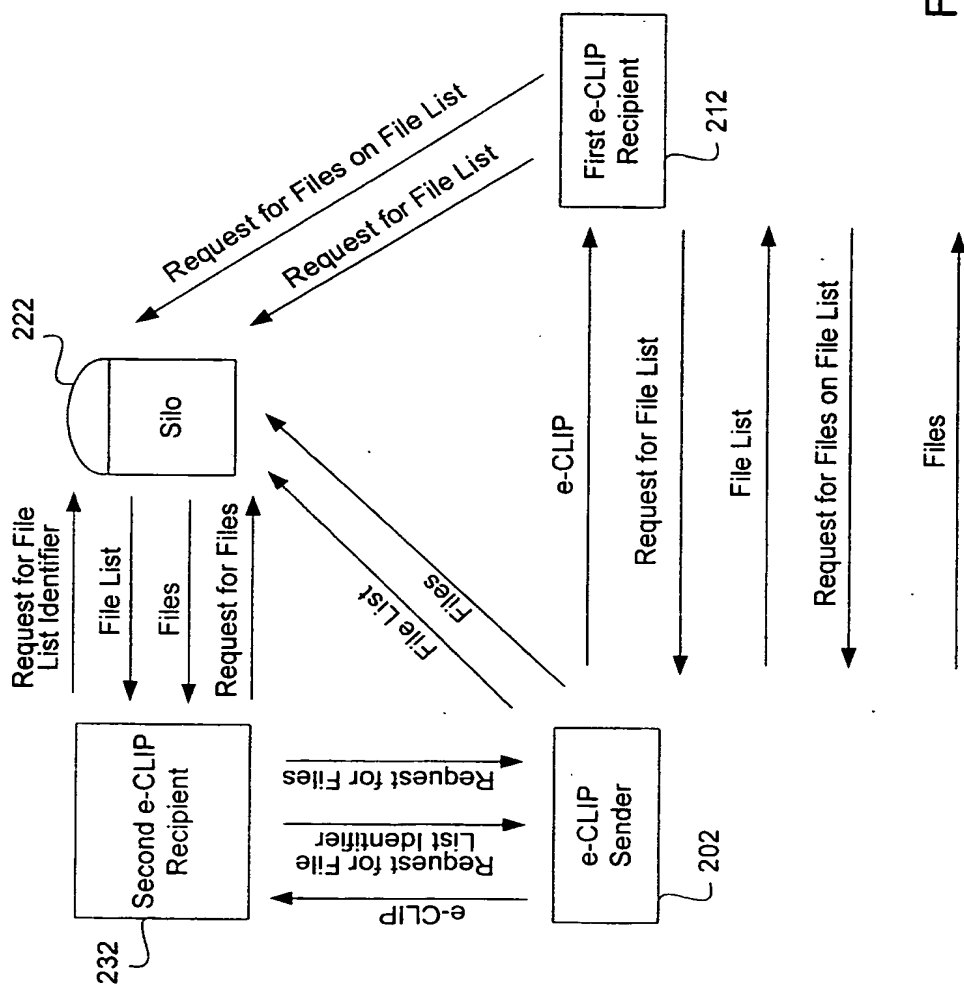 222
Silo
Request for Files on File List
Request for File List
First e-CLIP
Recipient
212
Request for File
List Identifier
File List
Files
Request for Files
File List
Files
232
Second e-CLIP
Recipient
e-CLIP
Request for File
List Identifier
Request for Files
e-CLIP
Sender
202
e-CLIP
Request for File List
File List
Request for Files on File List
Files